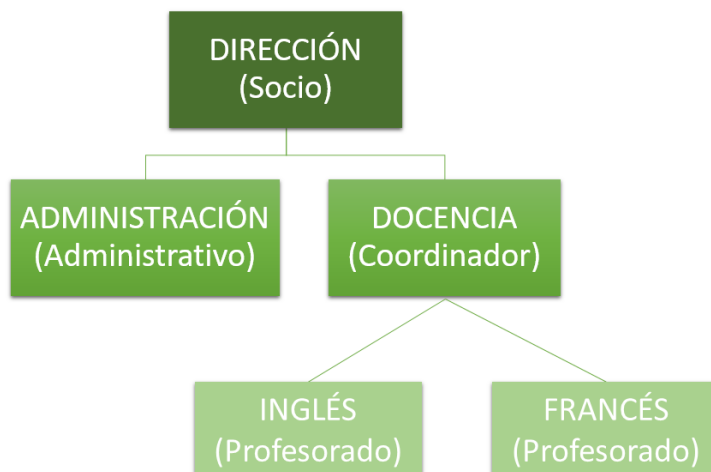 DIRECCIÓN
(Socio)
ADMINISTRACIÓN
(Administrativo)
DOCENCIA
(Coordinador)
INGLÉS
(Profesorado)
FRANCÉS
(Profesorado)